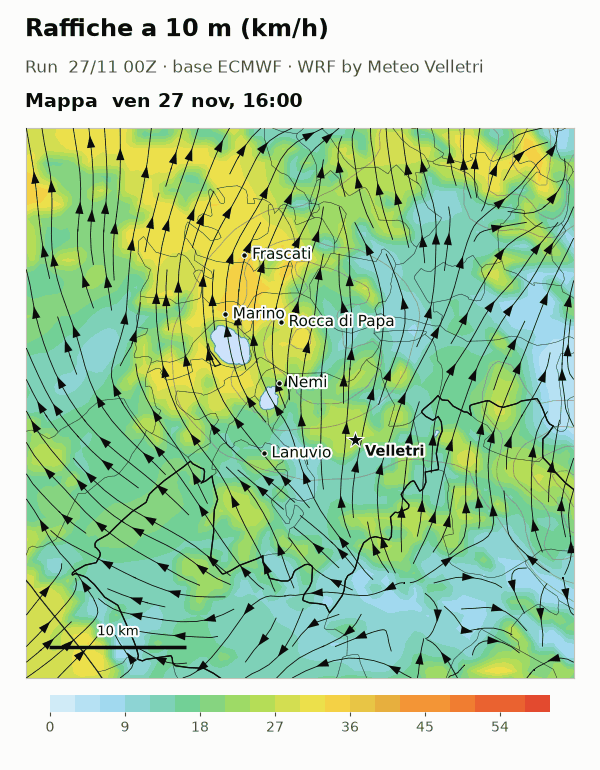 Raffiche a 10 m (km/h)
Run  27/11 00Z · base ECMWF · WRF by Meteo Velletri
Mappa  ven 27 nov, 16:00
Frascati
Marino
Rocca di Papa
Nemi
Velletri
Lanuvio
10 km
0 9 18 27 36 45 54